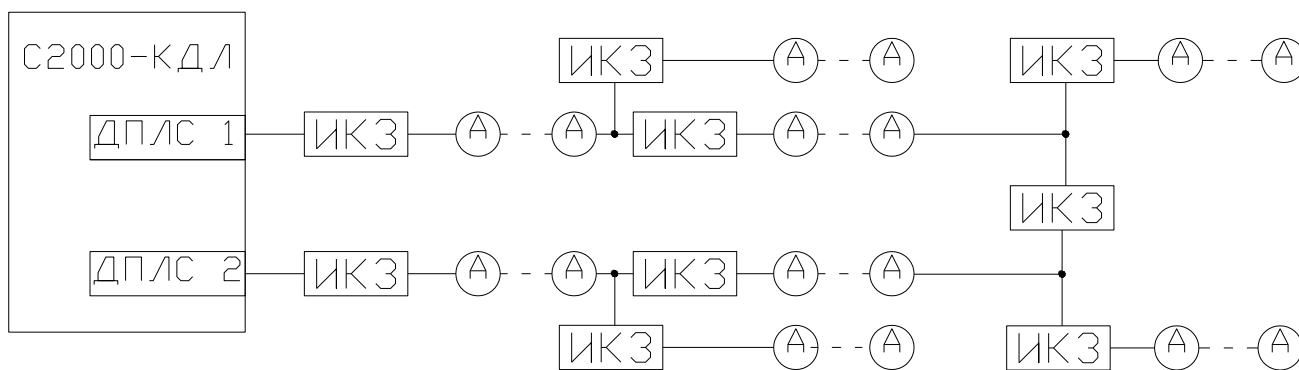 С2000-КДЛ
ИКЗ А А ИКЗ А А
ДПЛС 1 ИКЗ А А ИКЗ А А
ИКЗ
ДПЛС 2 ИКЗ А А ИКЗ А А
ИКЗ А А ИКЗ А А